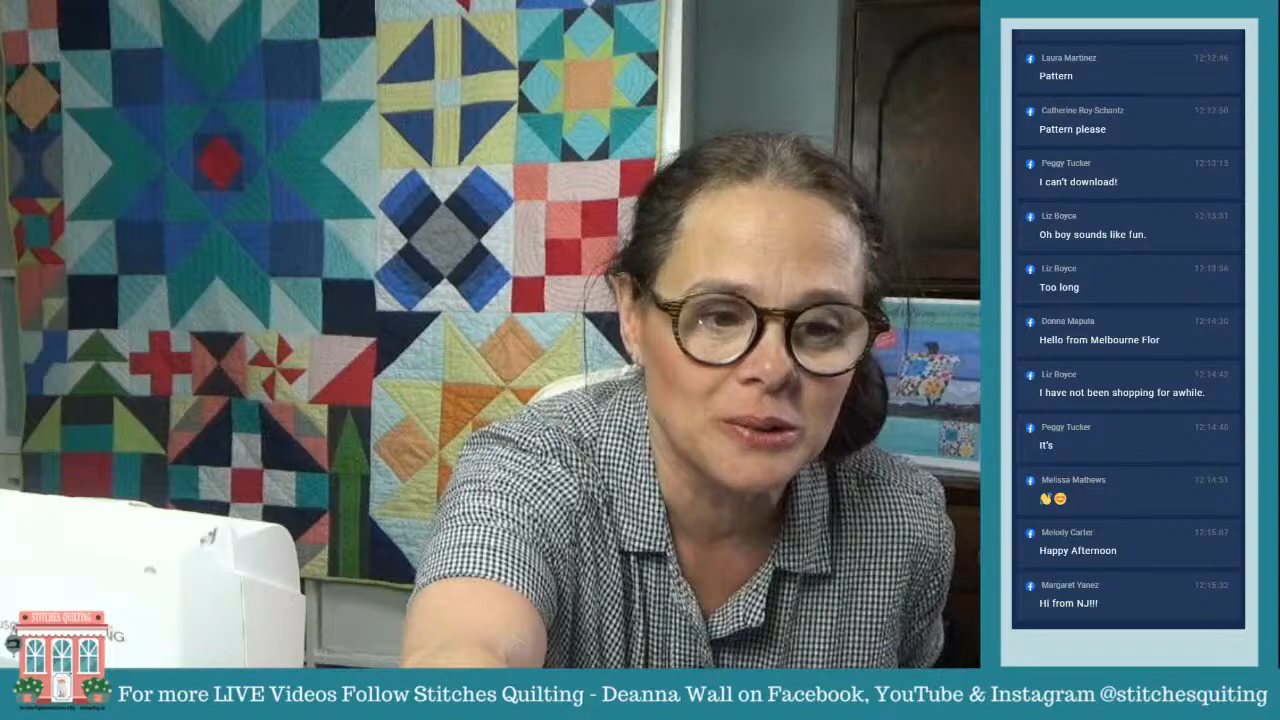 Laura Martinez 12:12:46
Pattern
Catherine Roy-Schantz 12:12:50
Pattern please
Peggy Tucker 12:13:15
I can't download!
Liz Boyce 12:13:31
Oh boy sounds like fun.
Liz Boyce 12:13:36
Too long
Donna Mapula 12:14:30
Hello from Melbourne Flor
Liz Boyce 12:14:42
I have not been shopping for awhile.
Peggy Tucker 12:14:45
It's
Melissa Mathews 12:14:51
👋😊
Melody Carter 12:15:07
Happy Afternoon
Margaret Yanez 12:15:32
Hi from NJ!!!
STITCHES QUILTING
For more LIVE Videos Follow Stitches Quilting - Deanna Wall on Facebook, YouTube & Instagram @stitchesquiting